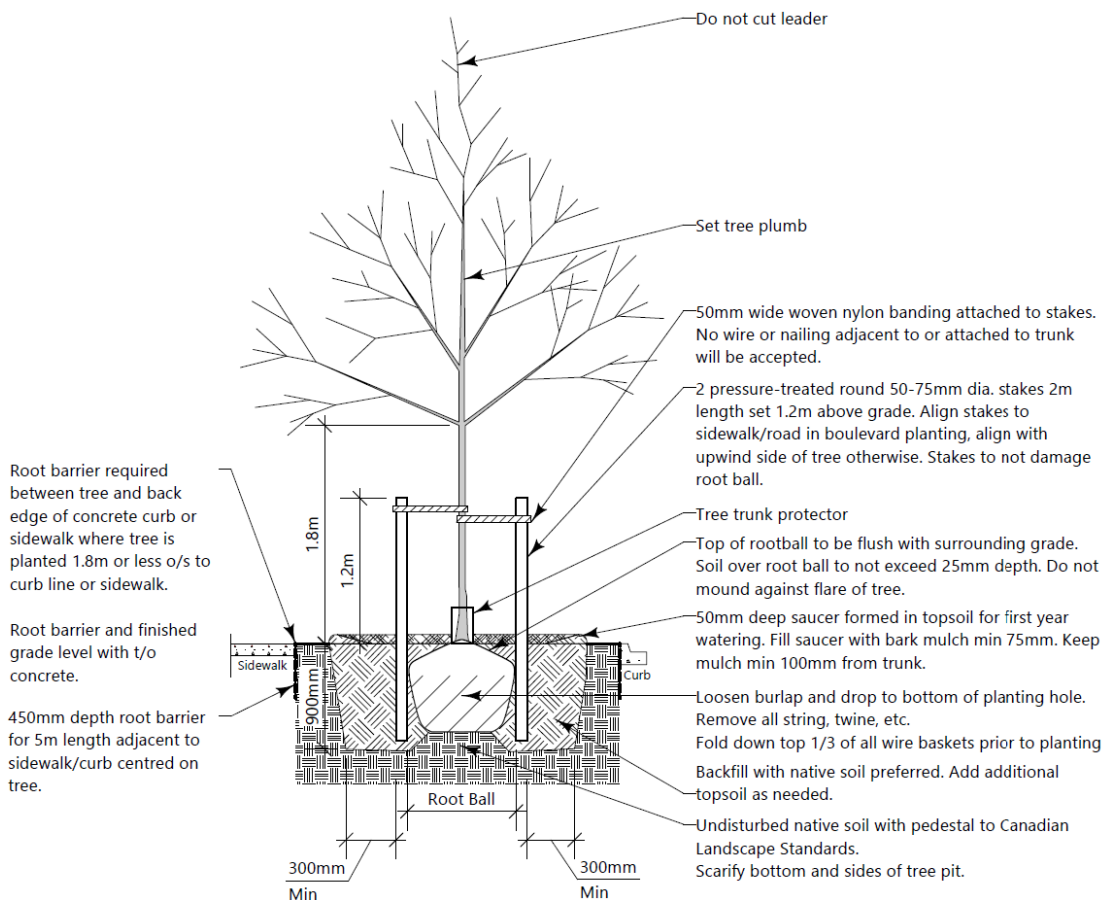 Do not cut leader
Set tree plumb
50mm wide woven nylon banding attached to stakes.
No wire or nailing adjacent to or attached to trunk
will be accepted.
2 pressure-treated round 50-75mm dia. stakes 2m
length set 1.2m above grade. Align stakes to
sidewalk/road in boulevard planting, align with
upwind side of tree otherwise. Stakes to not damage
root ball.
Tree trunk protector
Top of rootball to be flush with surrounding grade.
Soil over root ball to not exceed 25mm depth. Do not
mound against flare of tree.
50mm deep saucer formed in topsoil for first year
watering. Fill saucer with bark mulch min 75mm. Keep
mulch min 100mm from trunk.
Loosen burlap and drop to bottom of planting hole.
Remove all string, twine, etc.
Fold down top 1/3 of all wire baskets prior to planting
Backfill with native soil preferred. Add additional
topsoil as needed.
Undisturbed native soil with pedestal to Canadian
Landscape Standards.
Scarify bottom and sides of tree pit.
Root barrier required
between tree and back
edge of concrete curb or
sidewalk where tree is
planted 1.8m or less o/s to
curb line or sidewalk.
Root barrier and finished
grade level with t/o
concrete.
450mm depth root barrier
for 5m length adjacent to
sidewalk/curb centred on
tree.
1.8m
1.2m
900mm
Sidewalk
Curb
Root Ball
300mm
Min
300mm
Min